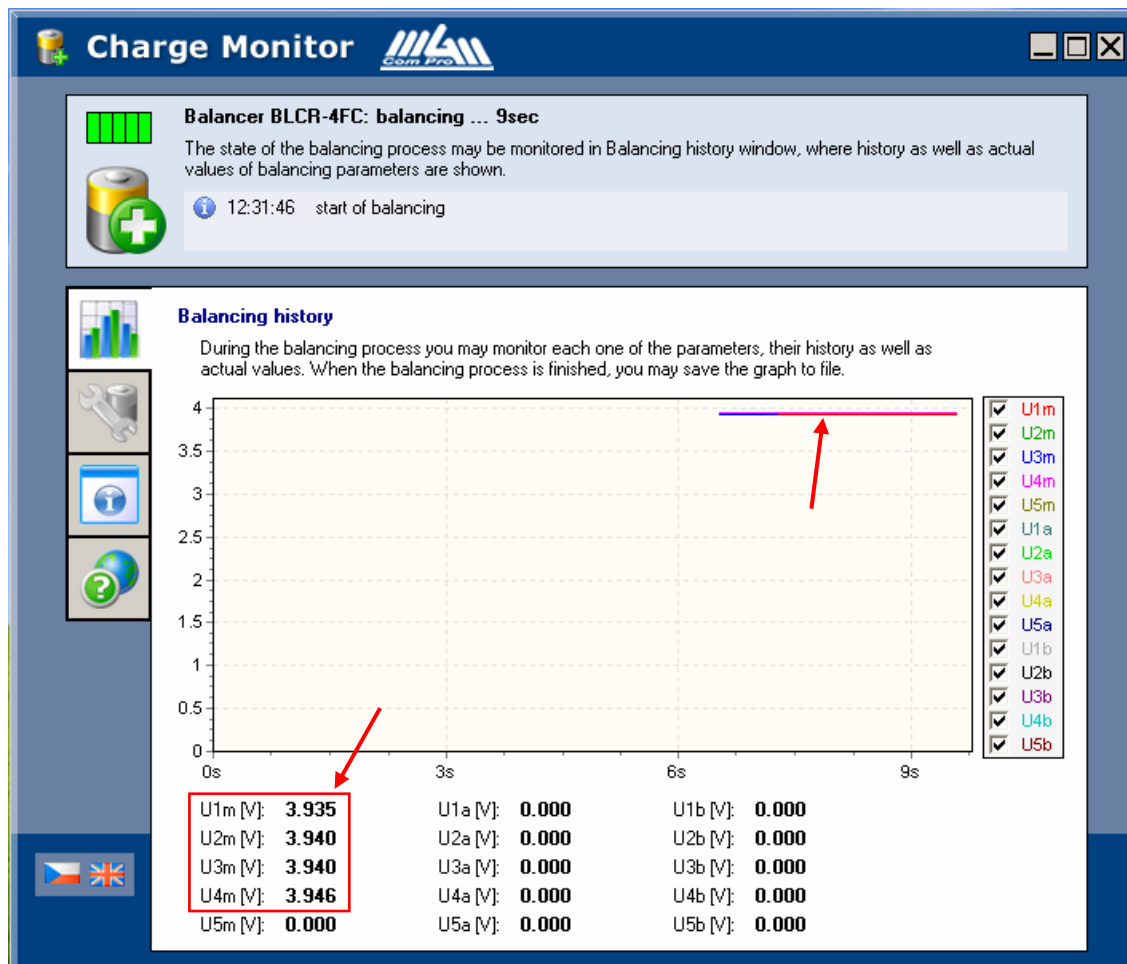 Charge Monitor MGM Com Pro
Balancer BLCR-4FC: balancing ... 9sec
The state of the balancing process may be monitored in Balancing history window, where history as well as actual
values of balancing parameters are shown.
12:31:46 start of balancing
Balancing history
During the balancing process you may monitor each one of the parameters, their history as well as
actual values. When the balancing process is finished, you may save the graph to file.
4
3.5
3
2.5
2
1.5
1
0.5
0
0s 3s 6s 9s
U1m
U2m
U3m
U4m
U5m
U1a
U2a
U3a
U4a
U5a
U1b
U2b
U3b
U4b
U5b
U1m [V]: 3.935 U1a [V]: 0.000 U1b [V]: 0.000
U2m [V]: 3.940 U2a [V]: 0.000 U2b [V]: 0.000
U3m [V]: 3.940 U3a [V]: 0.000 U3b [V]: 0.000
U4m [V]: 3.946 U4a [V]: 0.000 U4b [V]: 0.000
U5m [V]: 0.000 U5a [V]: 0.000 U5b [V]: 0.000